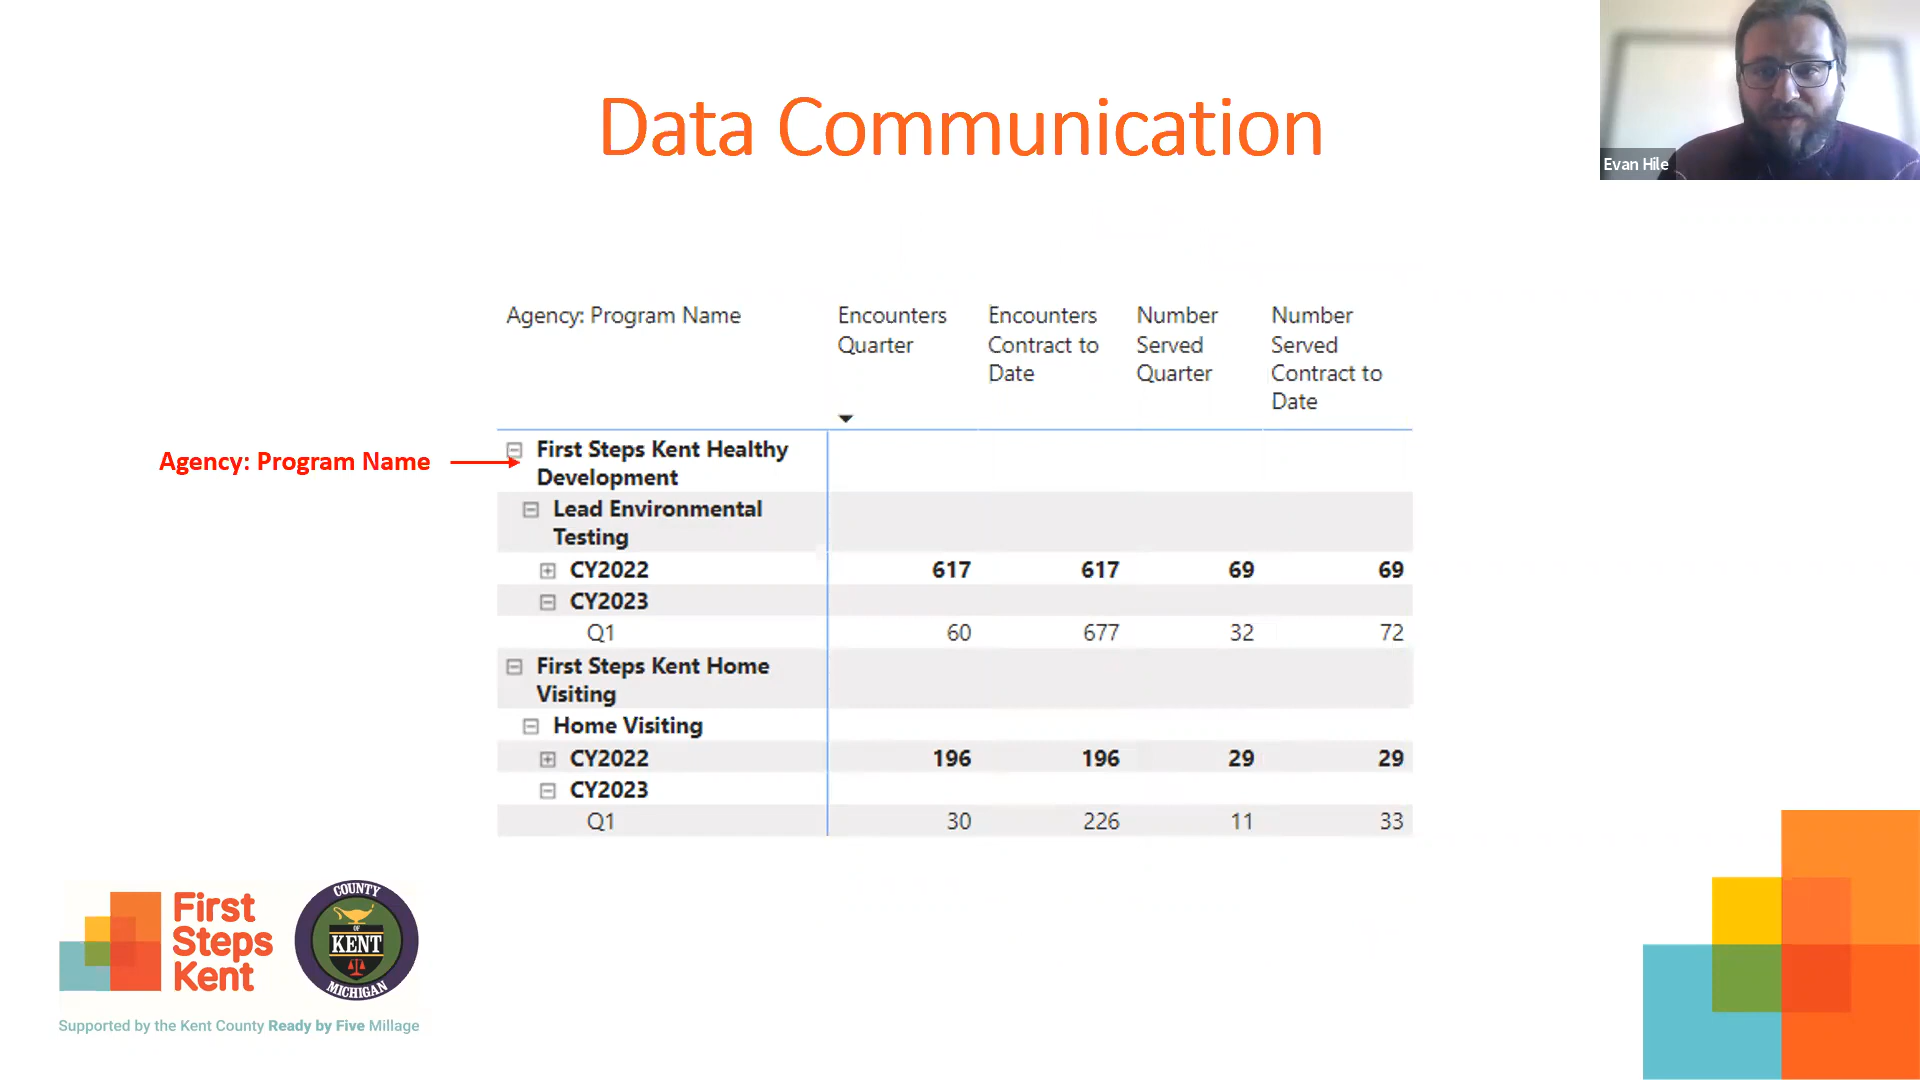 Data Communication
Evan Hile
Agency: Program Name
Encounters Quarter
Encounters Contract to Date
Number Served Quarter
Number Served Contract to Date
Agency: Program Name
First Steps Kent Healthy Development
Lead Environmental Testing
CY2022 617 617 69 69
CY2023
Q1 60 677 32 72
First Steps Kent Home Visiting
Home Visiting
CY2022 196 196 29 29
CY2023
Q1 30 226 11 33
First
Steps
Kent
COUNTY
OF
KENT
MICHIGAN
Supported by the Kent County Ready by Five Millage